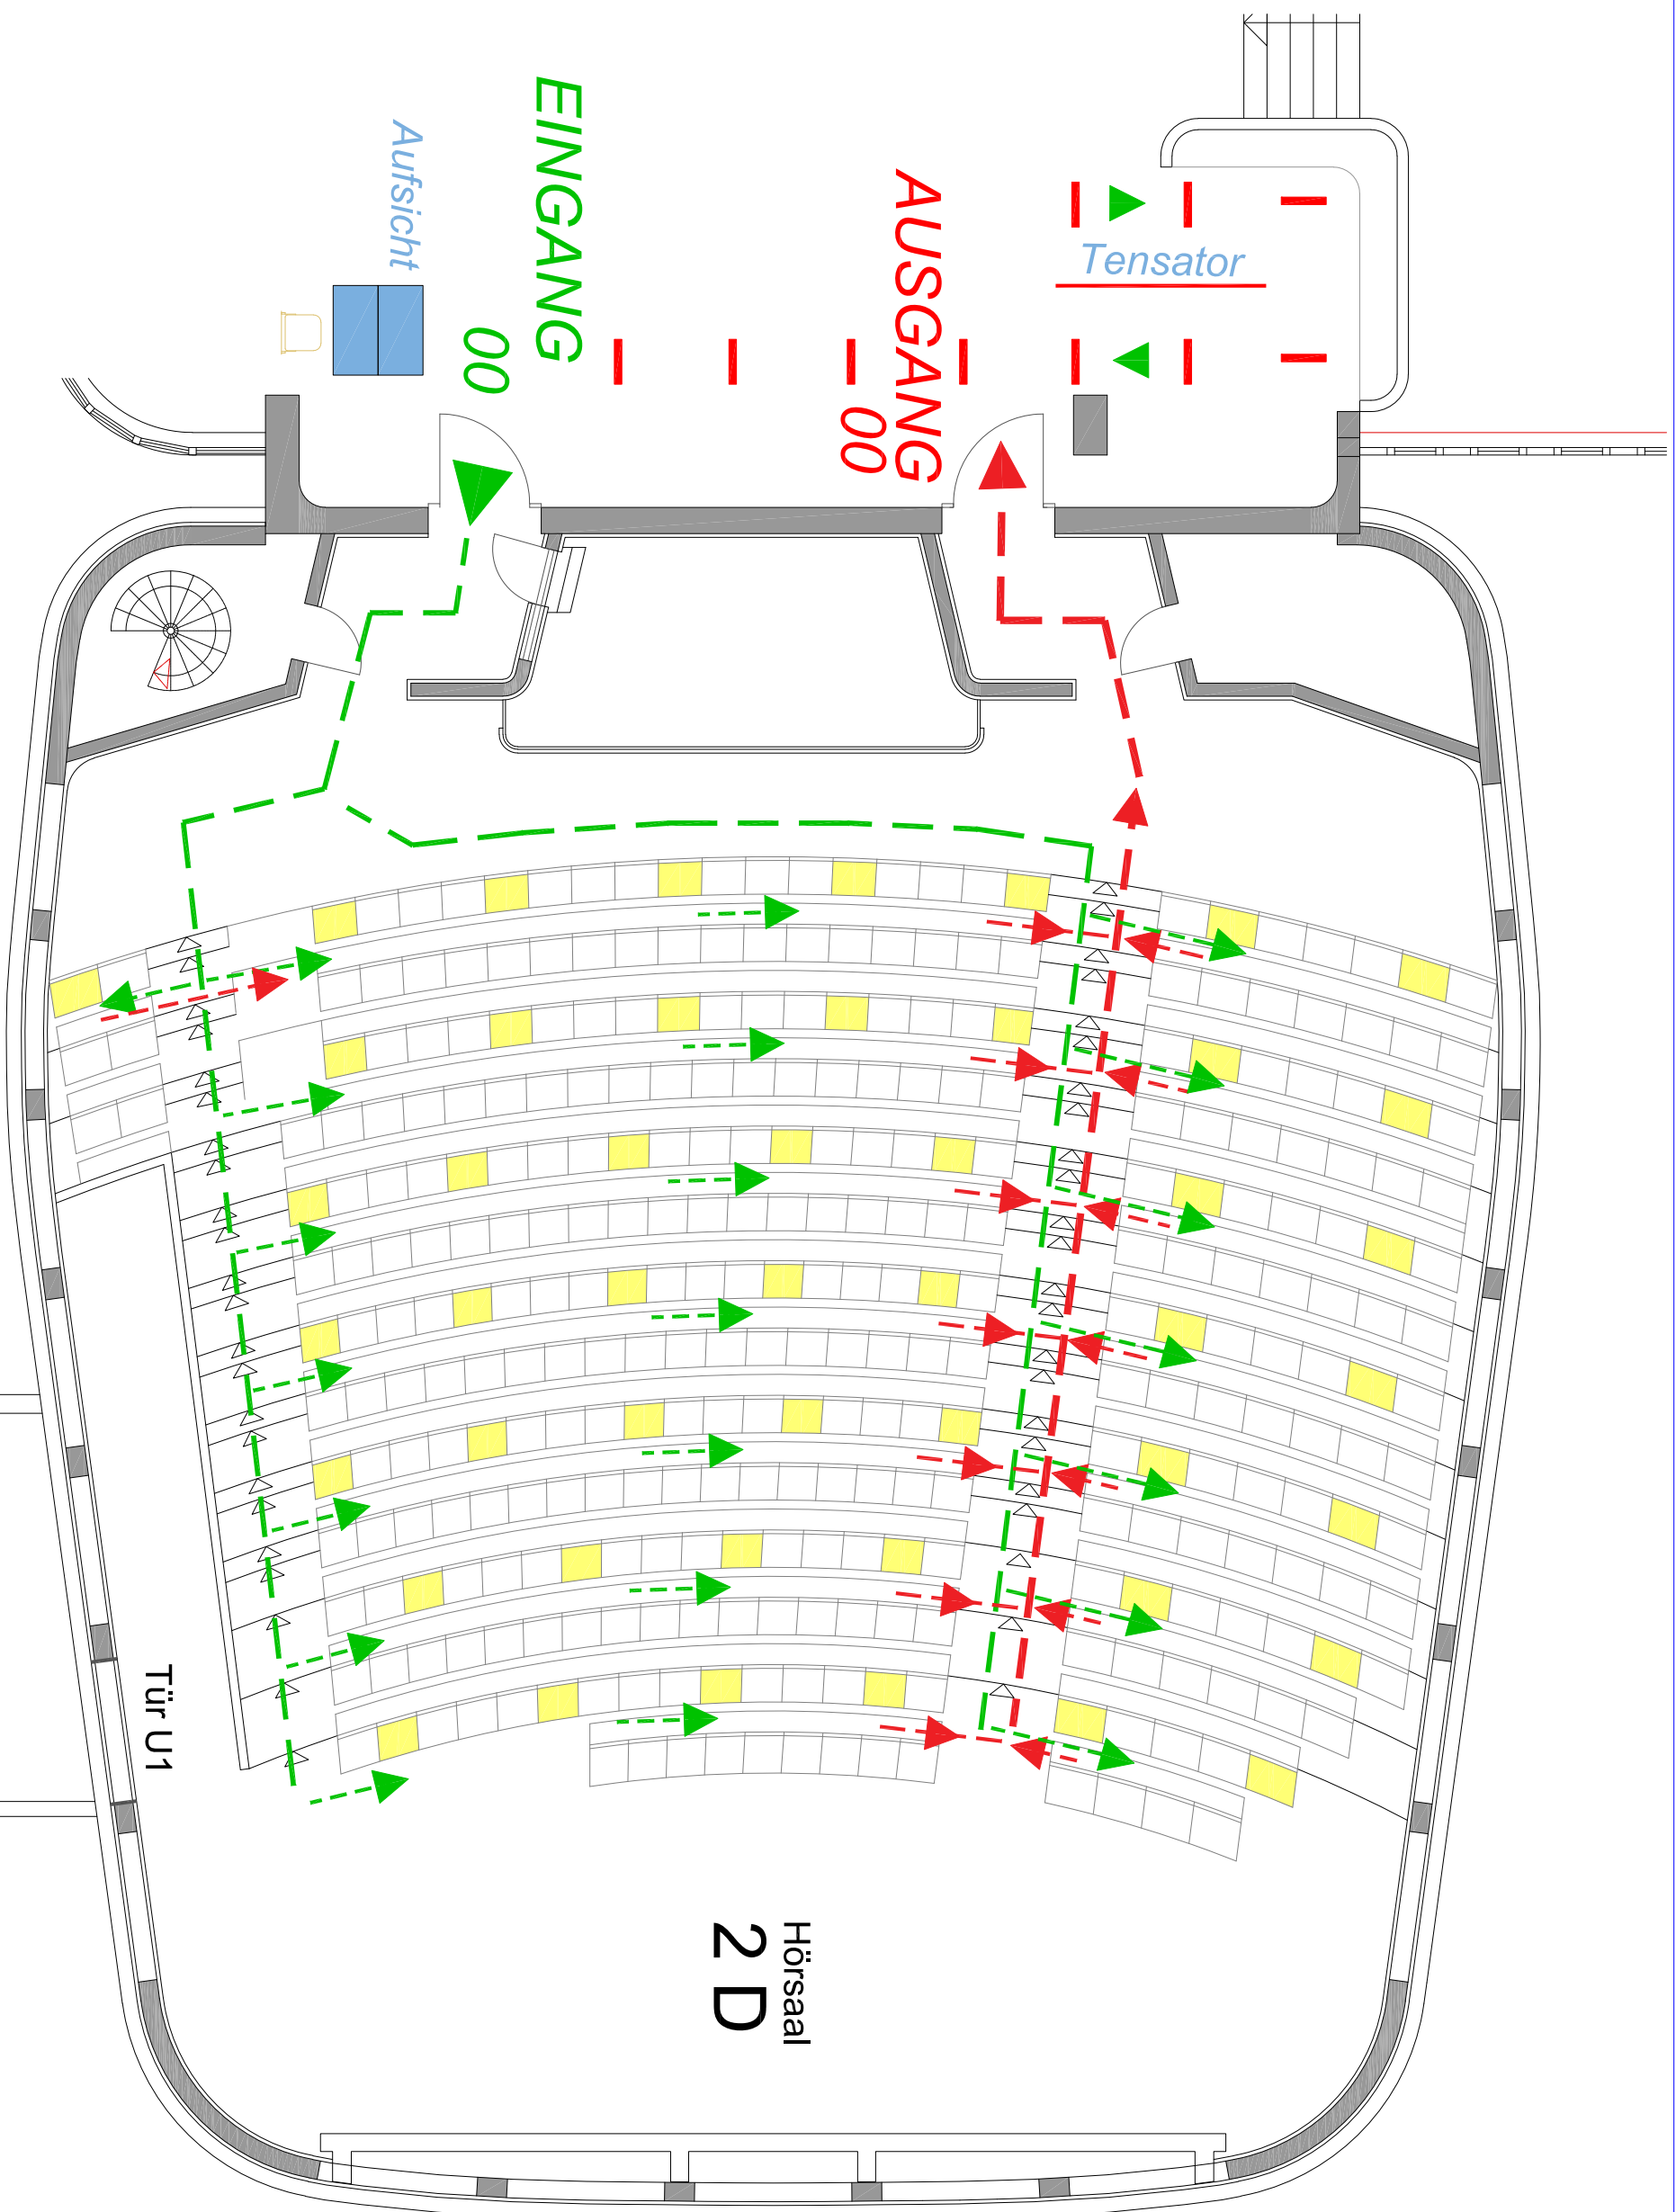 EINGANG
00
Aufsicht
AUSGANG
00
Tensator
Tür U1
Hörsaal
2 D